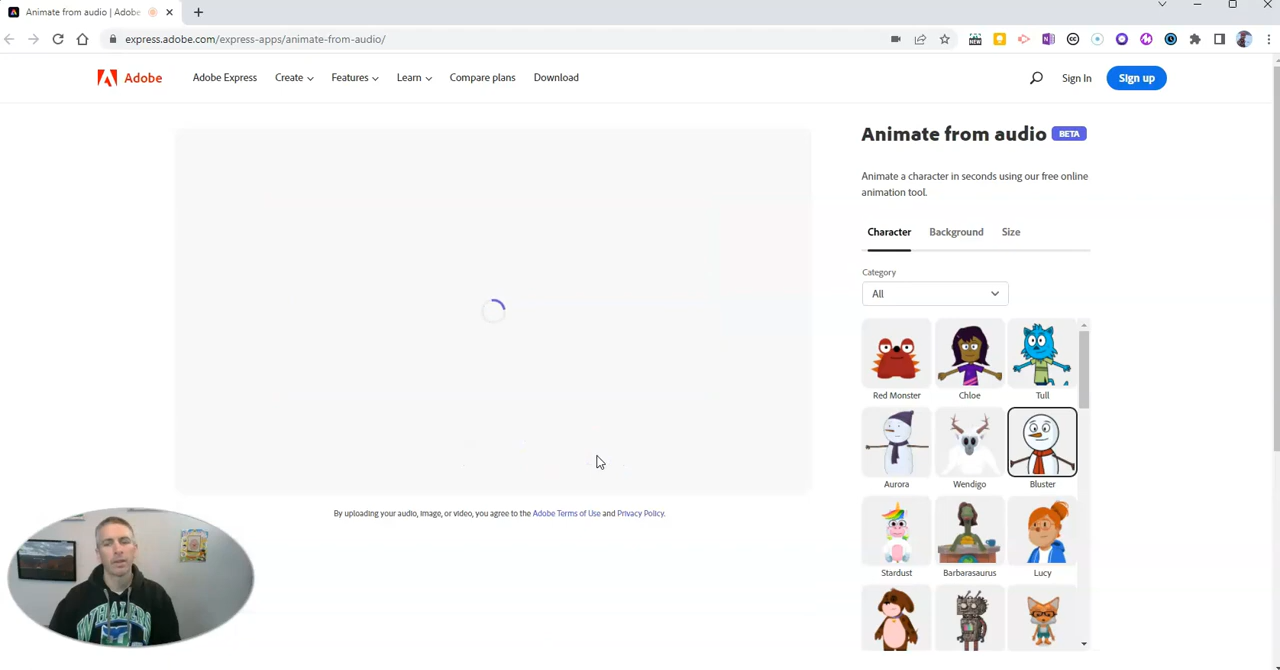 Animate from audio | Adobe
express.adobe.com/express-apps/animate-from-audio/
NEW
Adobe
Adobe Express
Create
Features
Learn
Compare plans
Download
Sign In
Sign up
Animate from audio BETA
Animate a character in seconds using our free online
animation tool.
Character
Background
Size
Category
All
Red Monster
Chloe
Tull
Aurora
Wendigo
Bluster
Stardust
Barbarasaurus
Lucy
By uploading your audio, image, or video, you agree to the Adobe Terms of Use and Privacy Policy.
WHALERS